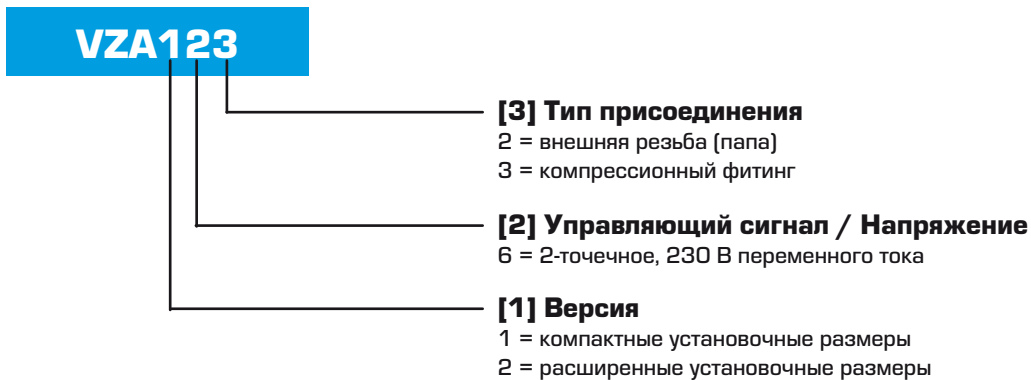 VZA123
[3] Тип присоединения
2 = внешняя резьба (папа)
3 = компрессионный фитинг
[2] Управляющий сигнал / Напряжение
6 = 2-точечное, 230 В переменного тока
[1] Версия
1 = компактные установочные размеры
2 = расширенные установочные размеры